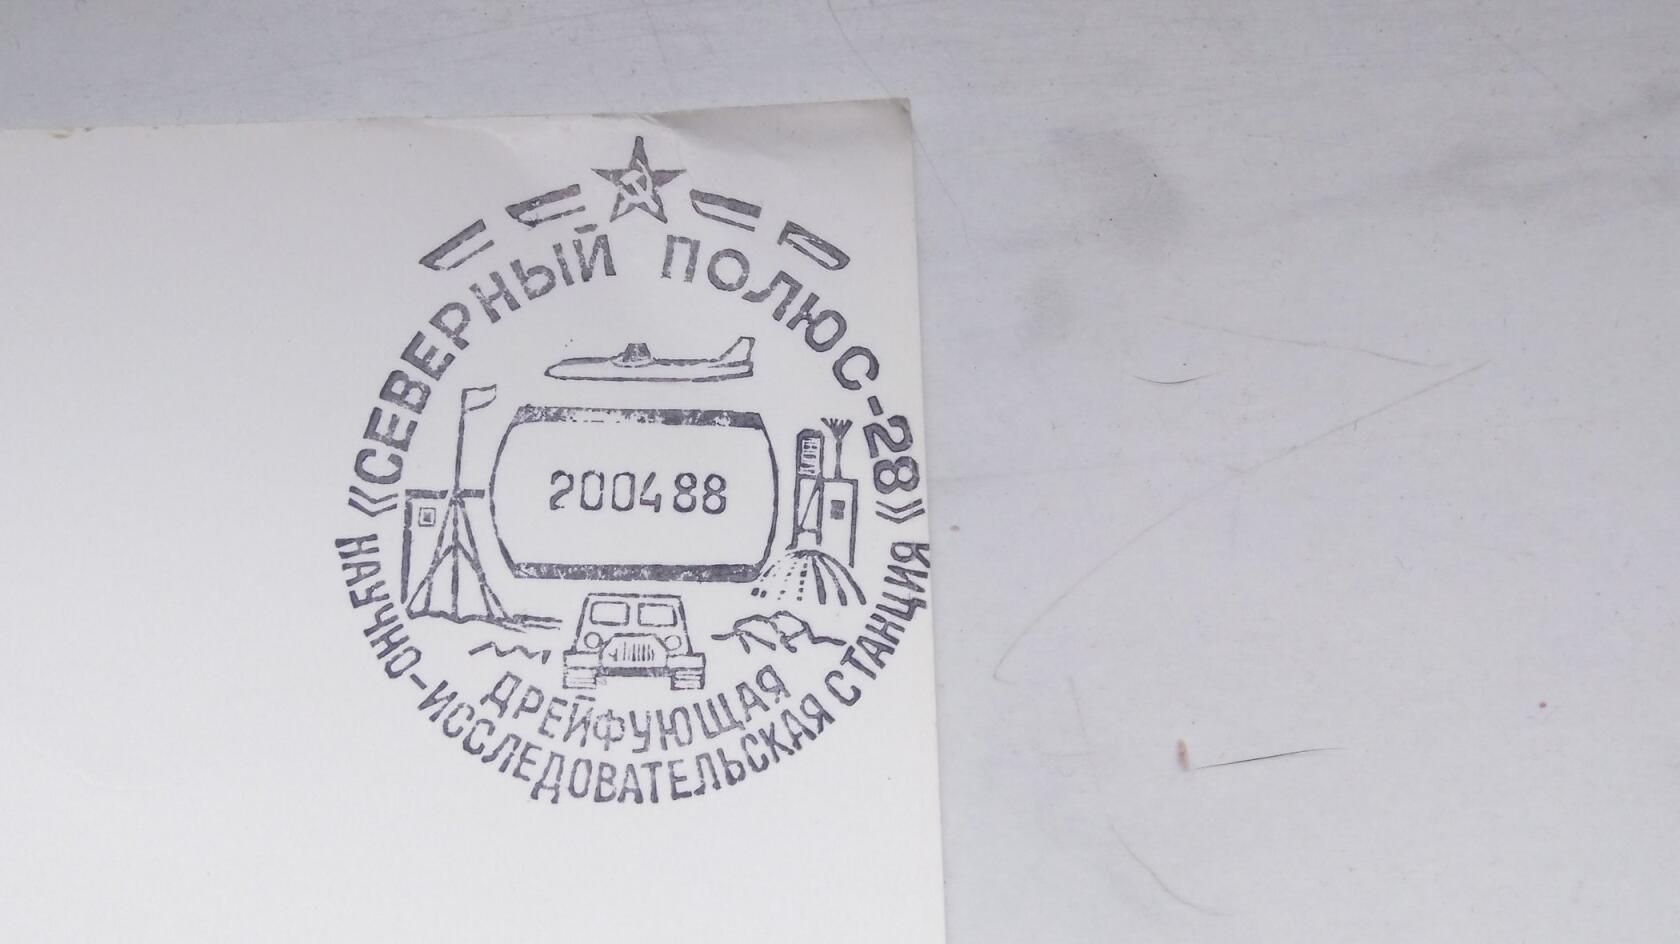 «СЕВЕРНЫЙ ПОЛЮС-28»
200488
ДРЕЙФУЮЩАЯ
НАУЧНО-ИССЛЕДОВАТЕЛЬСКАЯ СТАНЦИЯ